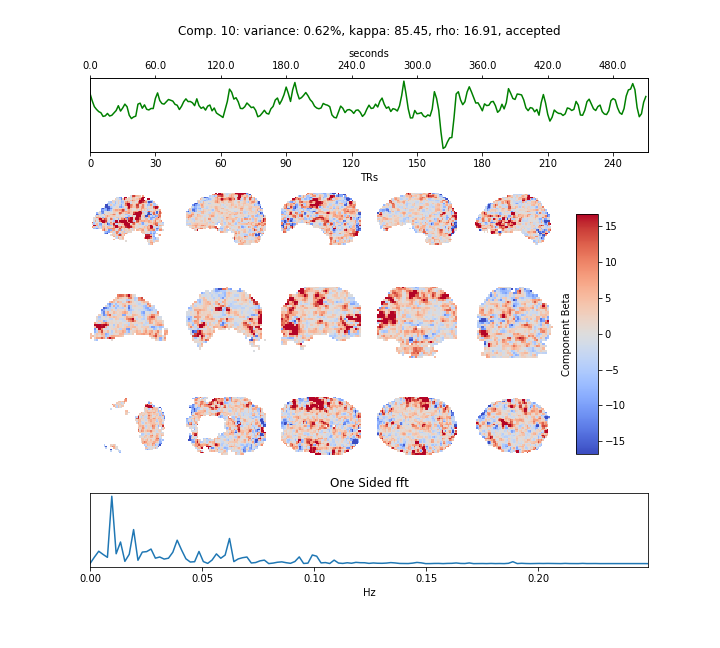 Comp. 10: variance: 0.62%, kappa: 85.45, rho: 16.91, accepted
seconds
0.0 60.0 120.0 180.0 240.0 300.0 360.0 420.0 480.0
0 30 60 90 120 150 180 210 240
TRs
15
10
5
0
−5
−10
−15
Component Beta
One Sided fft
0.00 0.05 0.10 0.15 0.20
Hz